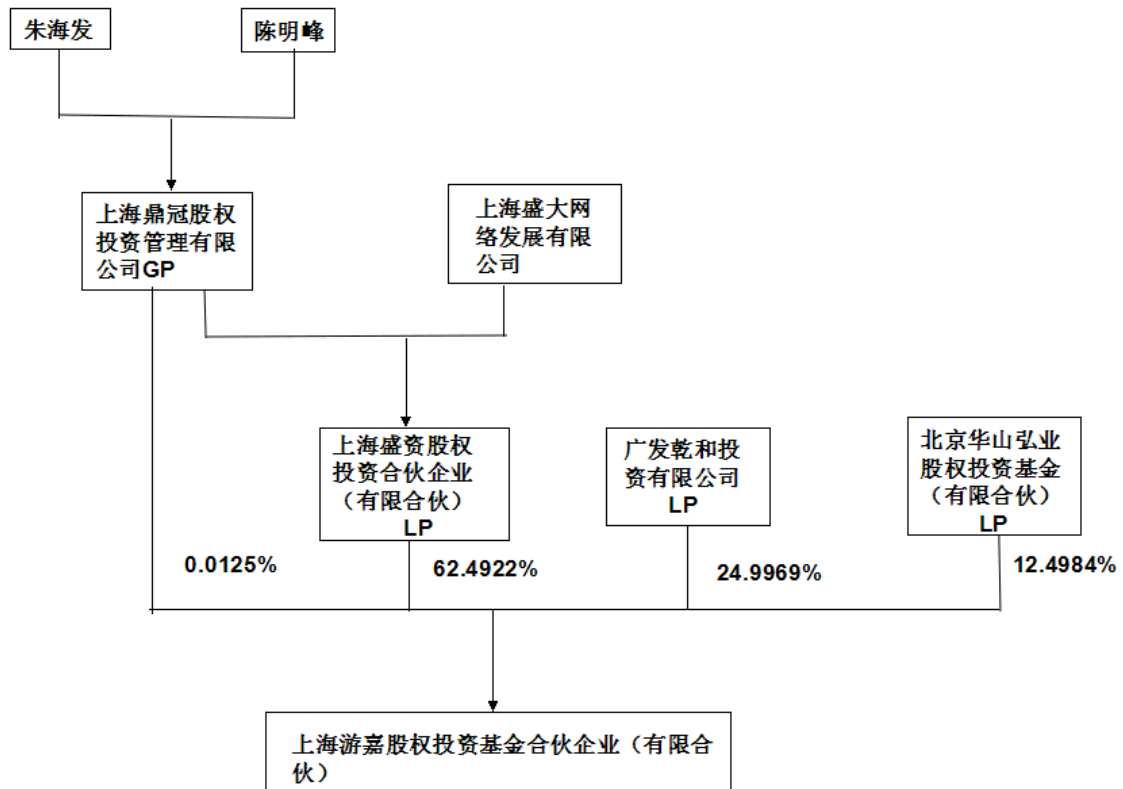 朱海发
陈明峰
上海鼎冠股权
投资管理有限
公司GP
上海盛大网
络发展有限
公司
上海盛资股权
投资合伙企业
（有限合伙）
LP
广发乾和投
资有限公司
LP
北京华山弘业
股权投资基金
（有限合伙）
LP
0.0125%
62.4922%
24.9969%
12.4984%
上海游嘉股权投资基金合伙企业（有限合
伙）